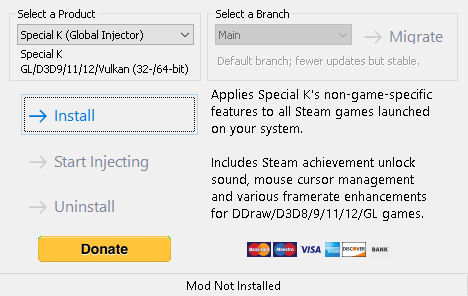 Select a Product
Select a Branch
Special K (Global Injector)
Main
Migrate
Special K
GL/D3D9/11/12/Vulkan (32-/64-bit)
Default branch; fewer updates but stable.
Install
Start Injecting
Uninstall
Applies Special K's non-game-specific
features to all Steam games launched
on your system.
Includes Steam achievement unlock
sound, mouse cursor management
and various framerate enhancements
for DDraw/D3D8/9/11/12/GL games.
Donate
VISA
DISCOVER
BANK
Mod Not Installed